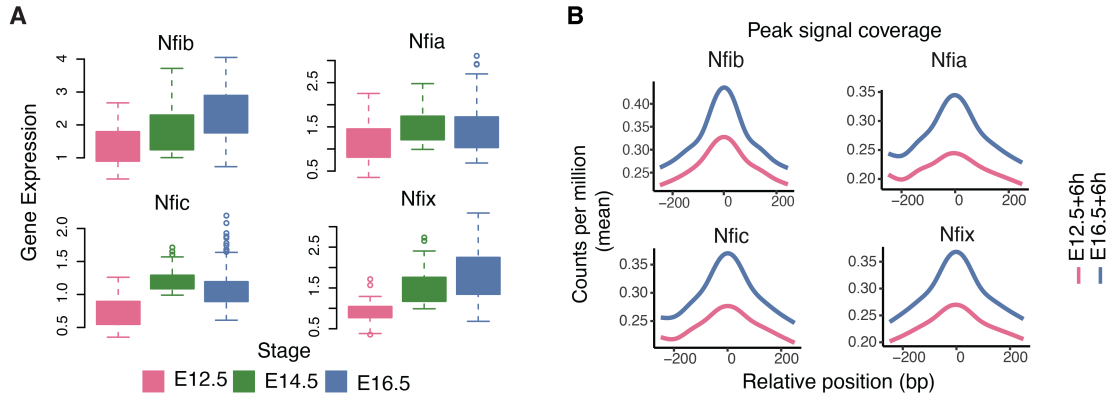 A
Nfib
Nfia
4
3
2
1
2.5
1.5
0.5
Gene Expression
Nfic
Nfix
2.0
1.5
1.0
0.5
2.5
1.5
0.5
Stage
E12.5 E14.5 E16.5
B
Peak signal coverage
Nfib
Nfia
0.40
0.35
0.30
0.25
−200 0 200
0.35
0.25
0.20
−200 0 200
Counts per million
(mean)
Nfic
Nfix
0.35
0.30
0.25
−200 0 200
0.35
0.30
0.25
0.20
−200 0 200
Relative position (bp)
E12.5+6h
E16.5+6h